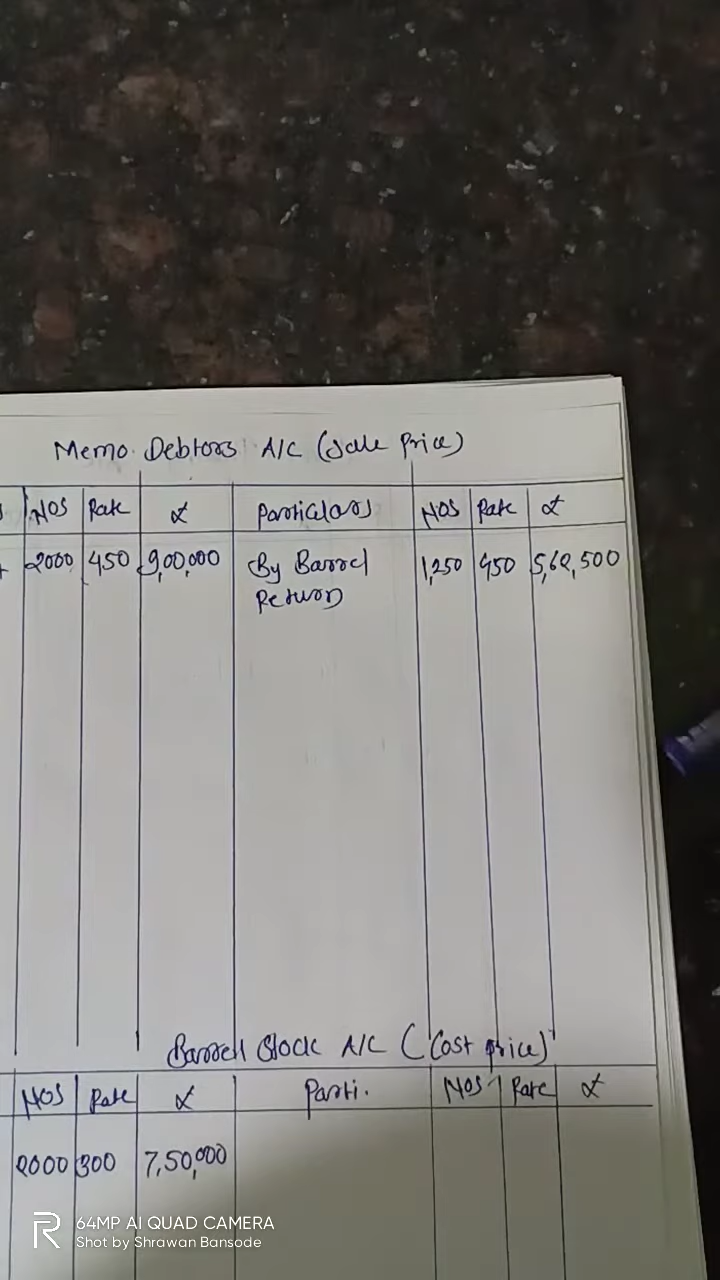 Memo Debtors A/C (Sale Price)
NOS Rate ₹ Particulars NOS Rate ₹
2000 450 9,00,000 By Barrel 1,250 450 5,62,500
Return
Barrell Stock A/C (Cost price)
NOS Rate ₹ Parti. NOS Rate ₹
2000 300 7,50,000
64MP AI QUAD CAMERA
Shot by Shrawan Bansode